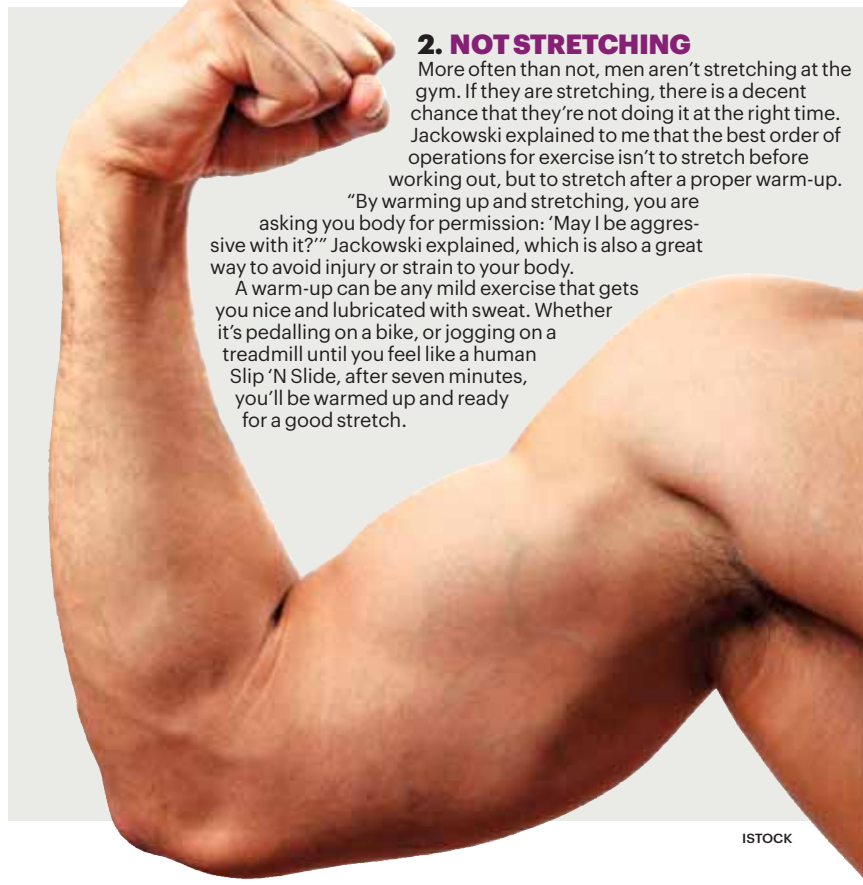 2. NOT STRETCHING
More often than not, men aren’t stretching at the
gym. If they are stretching, there is a decent
chance that they’re not doing it at the right time.
Jackowski explained to me that the best order of
operations for exercise isn’t to stretch before
working out, but to stretch after a proper warm-up.
“By warming up and stretching, you are
asking you body for permission: ‘May I be aggres-
sive with it?’” Jackowski explained, which is also a great
way to avoid injury or strain to your body.
A warm-up can be any mild exercise that gets
you nice and lubricated with sweat. Whether
it’s pedalling on a bike, or jogging on a
treadmill until you feel like a human
Slip ‘N Slide, after seven minutes,
you’ll be warmed up and ready
for a good stretch.
ISTOCK